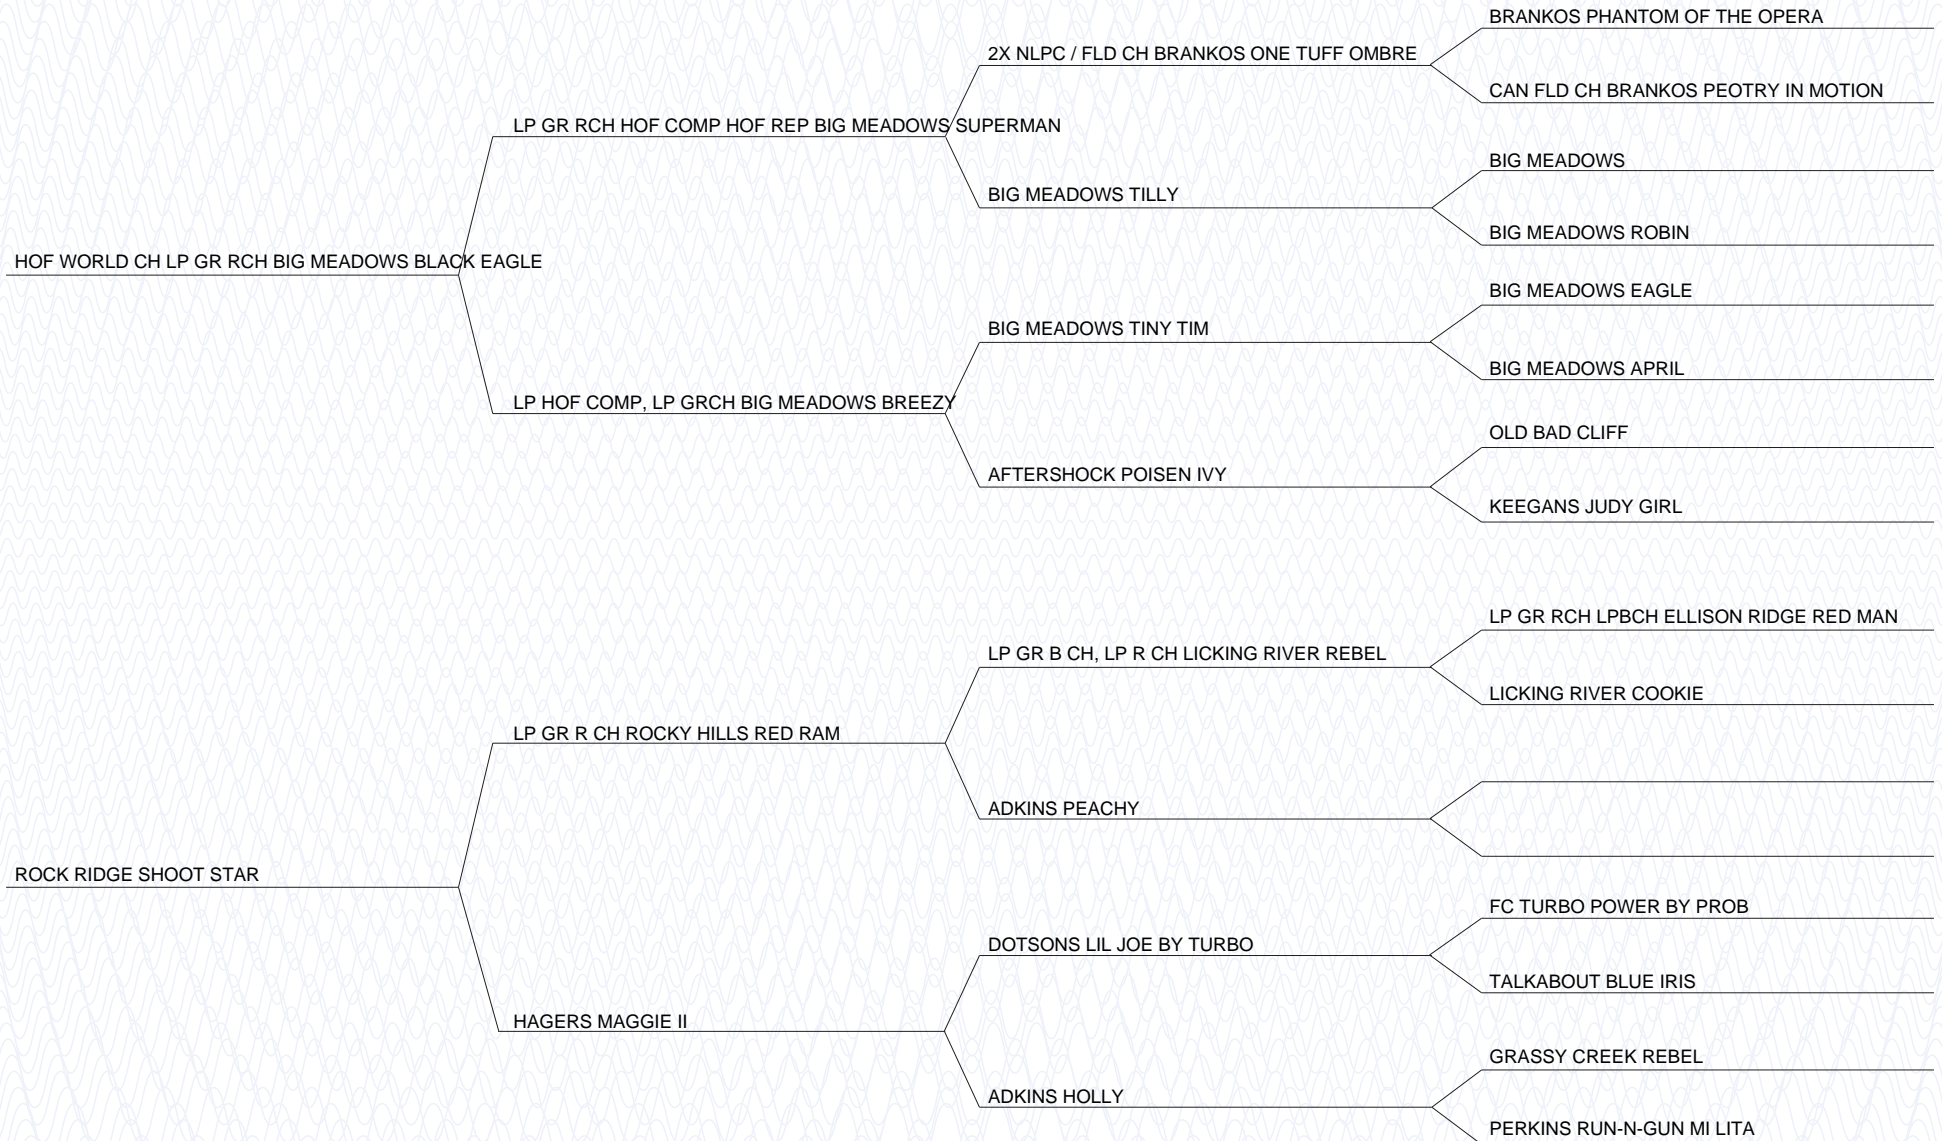 BRANKOS PHANTOM OF THE OPERA
2X NLPC / FLD CH BRANKOS ONE TUFF OMBRE
CAN FLD CH BRANKOS PEOTRY IN MOTION
LP GR RCH HOF COMP HOF REP BIG MEADOWS SUPERMAN
BIG MEADOWS
BIG MEADOWS TILLY
BIG MEADOWS ROBIN
HOF WORLD CH LP GR RCH BIG MEADOWS BLACK EAGLE
BIG MEADOWS EAGLE
BIG MEADOWS TINY TIM
BIG MEADOWS APRIL
LP HOF COMP, LP GRCH BIG MEADOWS BREEZY
OLD BAD CLIFF
AFTERSHOCK POISEN IVY
KEEGANS JUDY GIRL
LP GR RCH LPBCH ELLISON RIDGE RED MAN
LP GR B CH, LP R CH LICKING RIVER REBEL
LICKING RIVER COOKIE
LP GR R CH ROCKY HILLS RED RAM
ADKINS PEACHY
ROCK RIDGE SHOOT STAR
FC TURBO POWER BY PROB
DOTSONS LIL JOE BY TURBO
TALKABOUT BLUE IRIS
HAGERS MAGGIE II
GRASSY CREEK REBEL
ADKINS HOLLY
PERKINS RUN-N-GUN MI LITA